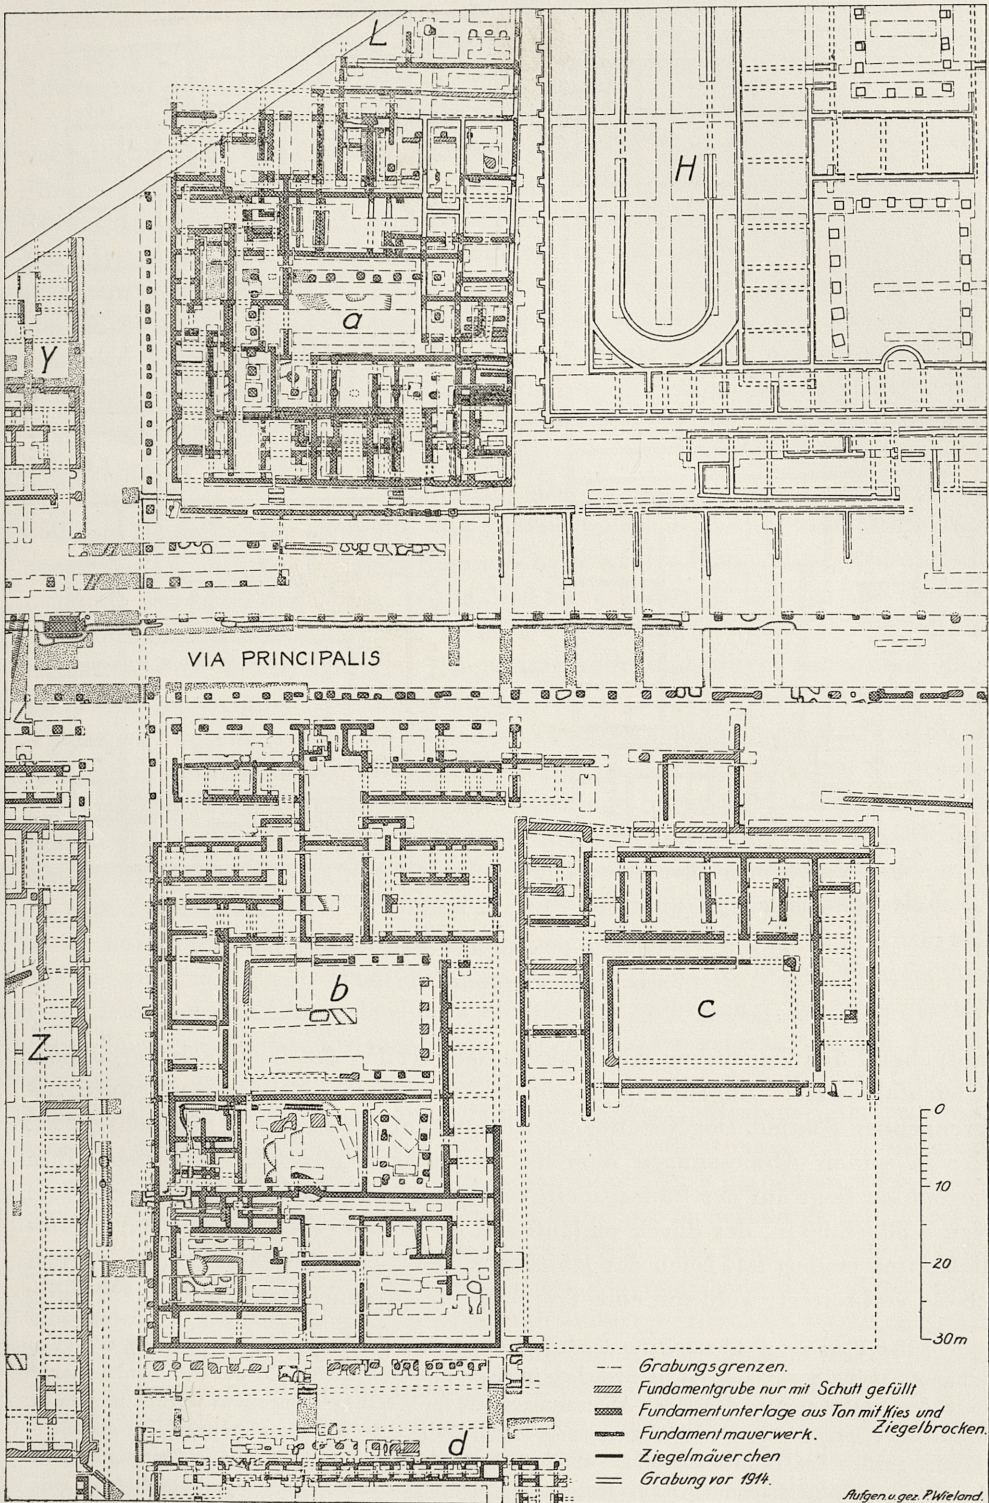 L
H
a
Y
VIA PRINCIPALIS
b
c
Z
0
10
20
30m
d
Grabungsgrenzen.
Fundamentgrube nur mit Schutt gefüllt
Fundamentunterlage aus Ton mit Kies und
Ziegelbrocken.
Fundamentmauerwerk.
Ziegelmäuerchen
Grabung vor 1914.
Aufgen. u. gez. P. Wieland.